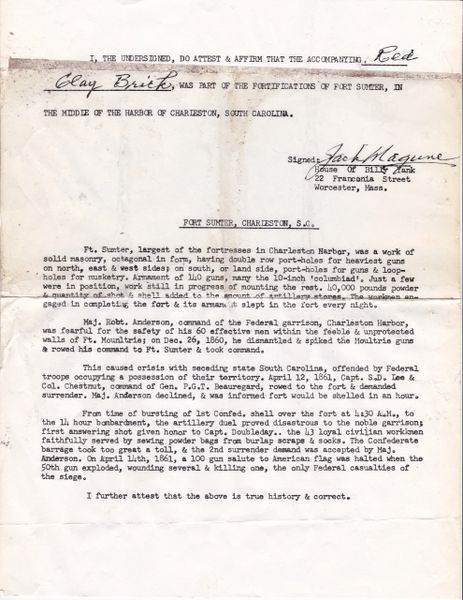 I, THE UNDERSIGNED, DO ATTEST & AFFIRM THAT THE ACCOMPANYING, Red
Clay Brick, WAS PART OF THE FORTIFICATIONS OF FORT SUMTER, IN
THE MIDDLE OF THE HARBOR OF CHARLESTON, SOUTH CAROLINA.
Signed: Jack Magune
House Of Billy Yank
22 Franconia Street
Worcester, Mass.
FORT SUMTER, CHARLESTON, S.C.
Ft. Sumter, largest of the fortresses in Charleston Harbor, was a work of
solid masonry, octagonal in form, having double row port-holes for heaviest guns
on north, east & west sides; on south, or land side, port-holes for guns & loop-
holes for musketry. Armament of 140 guns, many the 10-inch 'columbiad'. Just a few
were in position, work still in progress of mounting the rest. 40,000 pounds powder
& quantity of shot & shell added to the amount of artillery stores. The workmen en-
gaged in completing the fort & its armament slept in the fort every night.
Maj. Robt. Anderson, command of the Federal garrison, Charleston Harbor,
was fearful for the safety of his 60 effective men within the feeble & unprotected
walls of Ft. Mounltrie; on Dec. 26, 1860, he dismantled & spiked the Moultrie guns
& rowed his command to Ft. Sumter & took command.
This caused crisis with seceding state South Carolina, offended by Federal
troops occupying a possession of their territory. April 12, 1861, Capt. S.D. Lee &
Col. Chestnut, command of Gen. P.G.T. Beauregard, rowed to the fort & demanded
surrender. Maj. Anderson declined, & was informed fort would be shelled in an hour.
From time of bursting of 1st Confed. shell over the fort at 4:30 A.M., to
the 14 hour bombardment, the artillery duel proved disastrous to the noble garrison;
first answering shot given honor to Capt. Doubleday.. the 43 loyal civilian workmen
faithfully served by sewing powder bags from burlap scraps & socks. The Confederate
barrage took too great a toll, & the 2nd surrender demand was accepted by Maj.
Anderson. On April 14th, 1861, a 100 gun salute to American flag was halted when the
50th gun exploded, wounding several & killing one, the only Federal casualties of
the siege.
I further attest that the above is true history & correct.